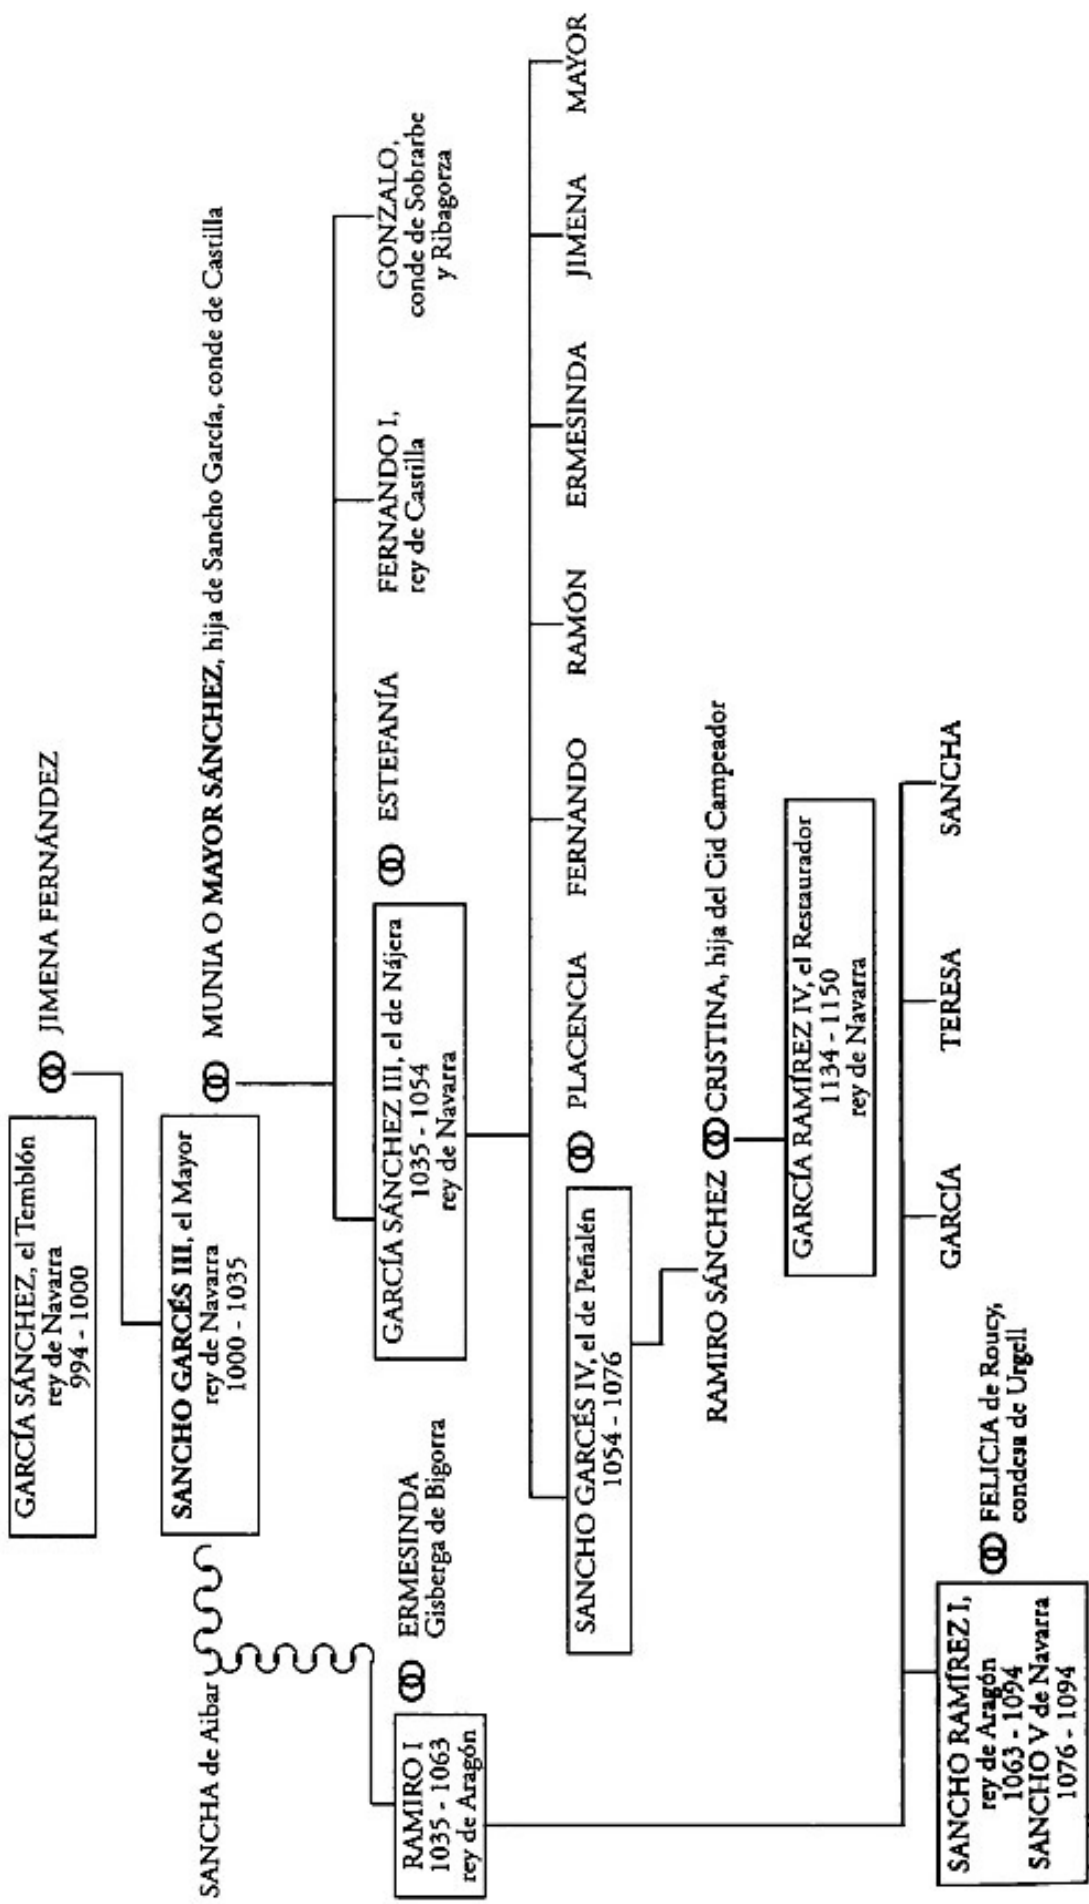 GARCÍA SÁNCHEZ, el Temblón
rey de Navarra
994 - 1000
JIMENA FERNÁNDEZ
SANCHA de Aibar
SANCHO GARCÉS III, el Mayor
rey de Navarra
1000 - 1035
MUNIA O MAYOR SÁNCHEZ, hija de Sancho García, conde de Castilla
RAMIRO I
1035 - 1063
rey de Aragón
ERMESINDA
Gisberga de Bigorra
GARCÍA SÁNCHEZ III, el de Nájera
1035 - 1054
rey de Navarra
ESTEFANÍA
FERNANDO I,
rey de Castilla
GONZALO,
conde de Sobrarbe
y Ribagorza
SANCHO GARCÉS IV, el de Peñalén
1054 - 1076
PLACENCIA
FERNANDO
RAMÓN
ERMESINDA
JIMENA
MAYOR
RAMIRO SÁNCHEZ
CRISTINA, hija del Cid Campeador
GARCÍA RAMÍREZ IV, el Restaurador
1134 - 1150
rey de Navarra
SANCHO RAMÍREZ I,
rey de Aragón
1063 - 1094
SANCHO V de Navarra
1076 - 1094
FELICIA de Roucy,
condesa de Urgell
GARCÍA
TERESA
SANCHA